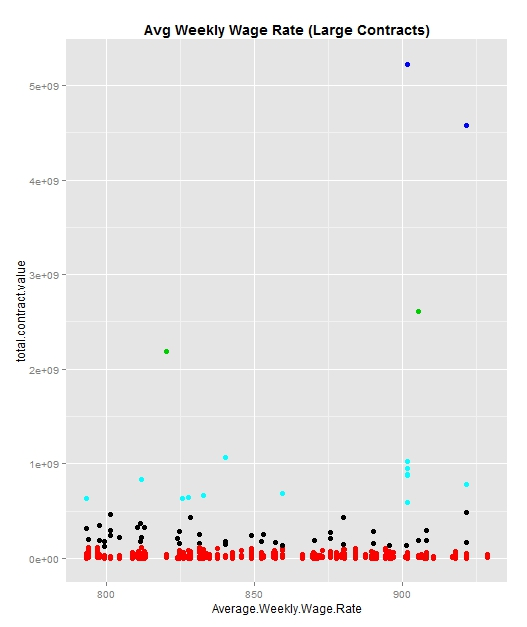 Avg Weekly Wage Rate (Large Contracts)
5e+09
4e+09
3e+09
2e+09
1e+09
0e+00
total.contract.value
800 850 900
Average.Weekly.Wage.Rate